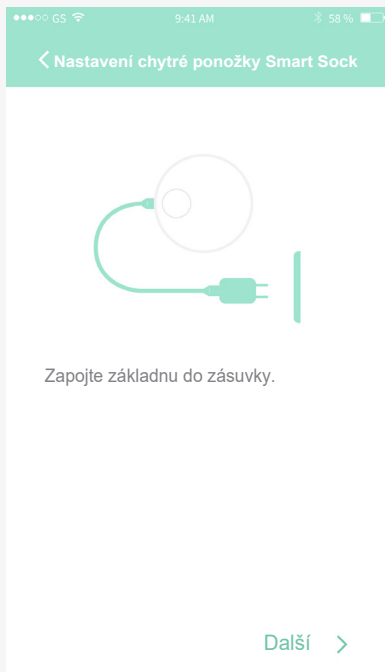 GS 9:41 AM 58 %
Nastavení chytré ponožky Smart Sock
Zapojte základnu do zásuvky.
Další